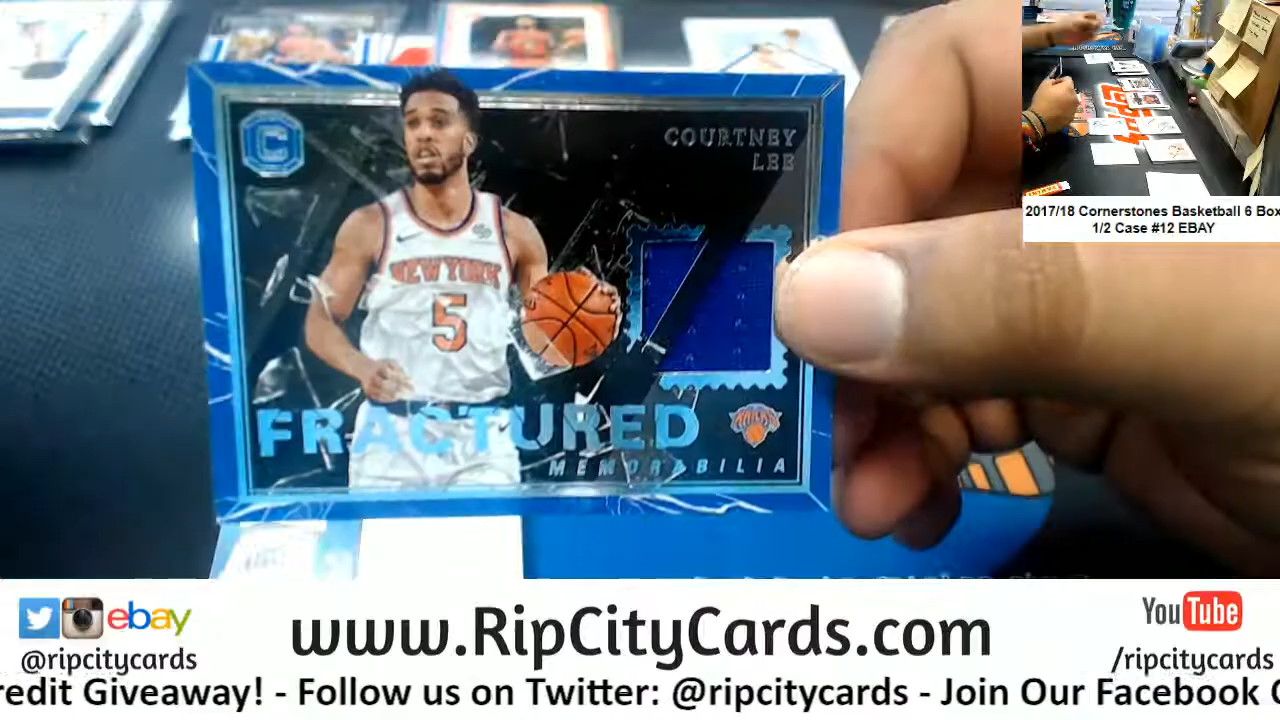 COURTNEY
LEE
C
NEW YORK
5
FRACTURED
KNICKS
MEMORABILIA
2017/18 Cornerstones Basketball 6 Box
1/2 Case #12 EBAY
ebay
@ripcitycards
www.RipCityCards.com
YouTube
/ripcitycards
redit Giveaway! - Follow us on Twitter: @ripcitycards - Join Our Facebook